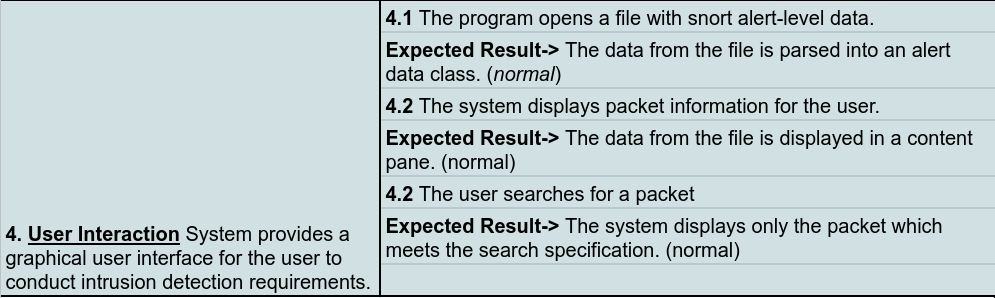 4. User Interaction System provides a
graphical user interface for the user to
conduct intrusion detection requirements.
4.1 The program opens a file with snort alert-level data.
Expected Result-> The data from the file is parsed into an alert
data class. (normal)
4.2 The system displays packet information for the user.
Expected Result-> The data from the file is displayed in a content
pane. (normal)
4.2 The user searches for a packet
Expected Result-> The system displays only the packet which
meets the search specification. (normal)